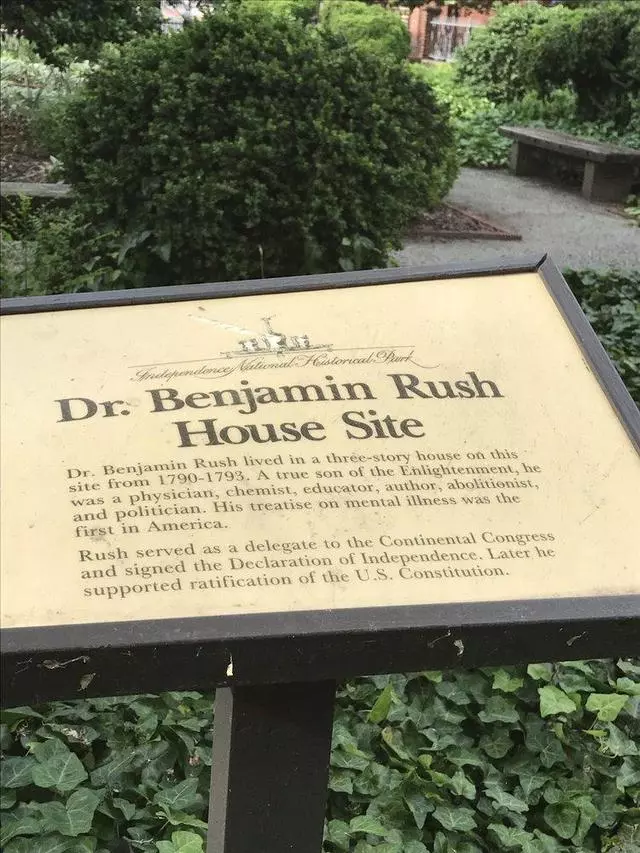 Independence National Historical Park
Dr. Benjamin Rush
House Site
Dr. Benjamin Rush lived in a three-story house on this
site from 1790-1793. A true son of the Enlightenment, he
was a physician, chemist, educator, author, abolitionist,
and politician. His treatise on mental illness was the
first in America.
Rush served as a delegate to the Continental Congress
and signed the Declaration of Independence. Later he
supported ratification of the U.S. Constitution.